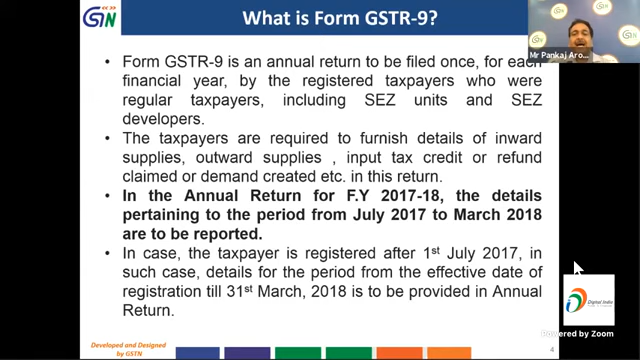 GSTN
What is Form GSTR-9?
Mr Pankaj Aro...
Form GSTR-9 is an annual return to be filed once, for each
financial year, by the registered taxpayers who were
regular taxpayers, including SEZ units and SEZ
developers.
The taxpayers are required to furnish details of inward
supplies, outward supplies , input tax credit or refund
claimed or demand created etc. in this return.
In the Annual Return for F.Y 2017-18, the details
pertaining to the period from July 2017 to March 2018
are to be reported.
In case, the taxpayer is registered after 1st July 2017, in
such case, details for the period from the effective date of
registration till 31st March, 2018 is to be provided in Annual
Return.
Digital India
Powered by Zoom
Developed and Designed
by GSTN
4